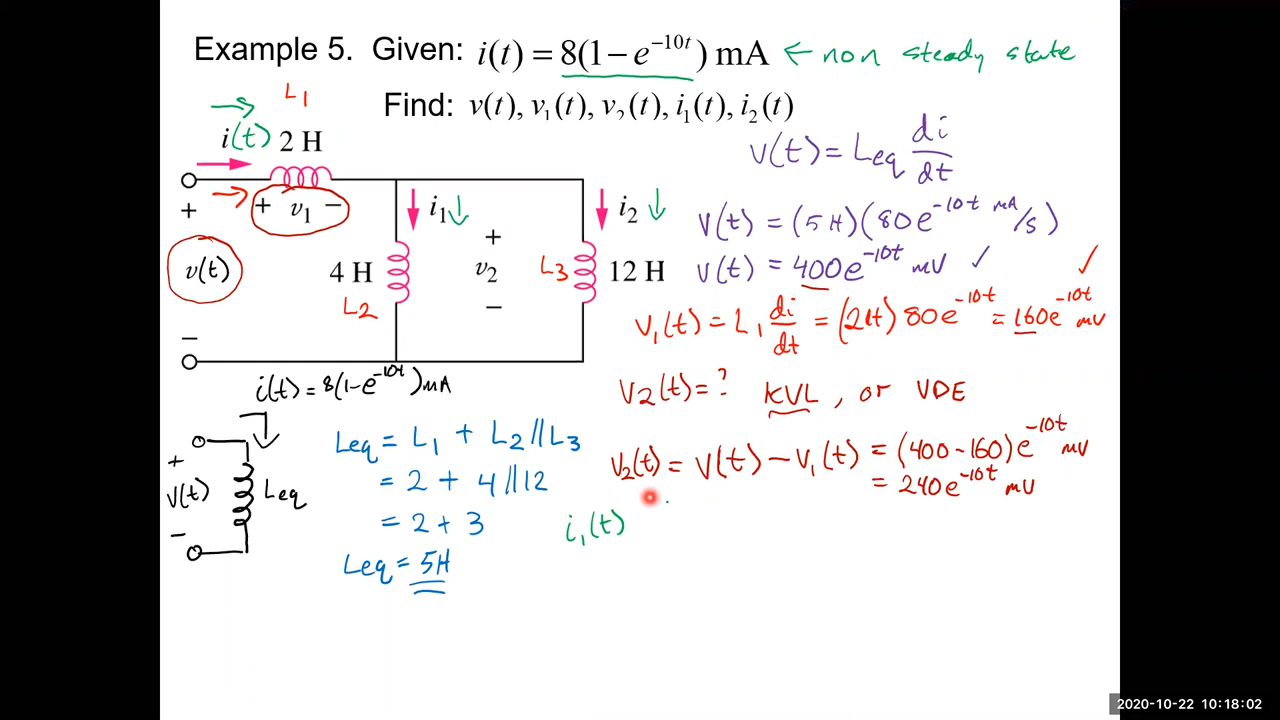 Example 5. Given: i(t) = 8(1 − e^{−10t}) mA ← non steady state
Find: v(t), v₁(t), v₂(t), i₁(t), i₂(t)
L₁
i(t) 2 H
+ v₁ −
+
v(t)
−
i₁
4 H
L₂
+
v₂
−
i₂
L₃ 12 H
v(t) = Leq di/dt
v(t) = (5H)(80e^{−10t} mA/s)
v(t) = 400e^{−10t} mV ✓ ✓
v₁(t) = L₁ di/dt = (2H) 80e^{−10t} = 160e^{−10t} mV
v₂(t) = ? KVL, or VDE
v₂(t) = v(t) − v₁(t) = (400 − 160) e^{−10t} mV
= 240e^{−10t} mV
i₁(t)
i(t) = 8(1 − e^{−10t}) mA
+
v(t) Leq
−
Leq = L₁ + L₂//L₃
= 2 + 4//12
= 2 + 3
Leq = 5H
2020-10-22 10:18:02